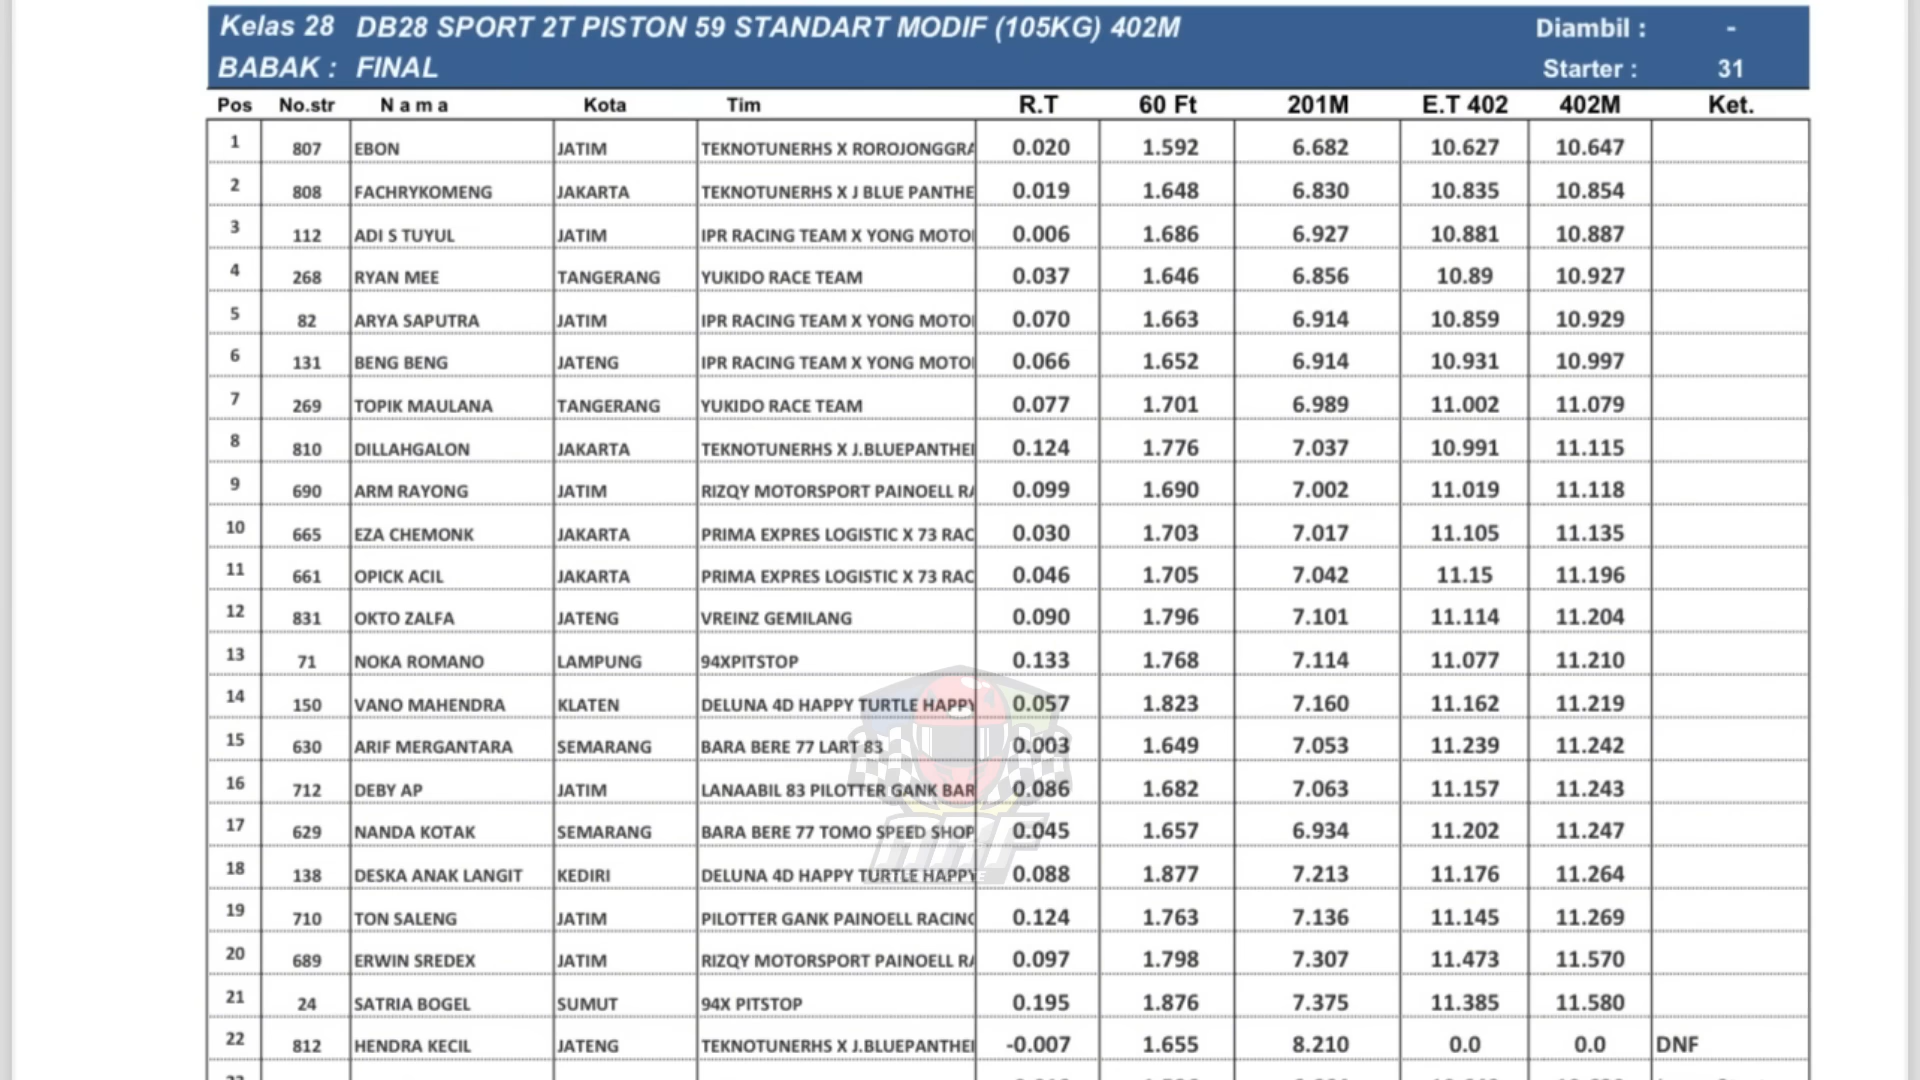 Kelas 28 DB28 SPORT 2T PISTON 59 STANDART MODIF (105KG) 402M Diambil : -
BABAK : FINAL Starter : 31
Pos No.str N a m a Kota Tim R.T 60 Ft 201M E.T 402 402M Ket.
1 807 EBON JATIM TEKNOTUNERHS X ROROJONGGRA 0.020 1.592 6.682 10.627 10.647
2 808 FACHRYKOMENG JAKARTA TEKNOTUNERHS X J BLUE PANTHE 0.019 1.648 6.830 10.835 10.854
3 112 ADI S TUYUL JATIM IPR RACING TEAM X YONG MOTO 0.006 1.686 6.927 10.881 10.887
4 268 RYAN MEE TANGERANG YUKIDO RACE TEAM 0.037 1.646 6.856 10.89 10.927
5 82 ARYA SAPUTRA JATIM IPR RACING TEAM X YONG MOTO 0.070 1.663 6.914 10.859 10.929
6 131 BENG BENG JATENG IPR RACING TEAM X YONG MOTO 0.066 1.652 6.914 10.931 10.997
7 269 TOPIK MAULANA TANGERANG YUKIDO RACE TEAM 0.077 1.701 6.989 11.002 11.079
8 810 DILLAHGALON JAKARTA TEKNOTUNERHS X J.BLUEPANTHE 0.124 1.776 7.037 10.991 11.115
9 690 ARM RAYONG JATIM RIZQY MOTORSPORT PAINOELL RA 0.099 1.690 7.002 11.019 11.118
10 665 EZA CHEMONK JAKARTA PRIMA EXPRES LOGISTIC X 73 RAC 0.030 1.703 7.017 11.105 11.135
11 661 OPICK ACIL JAKARTA PRIMA EXPRES LOGISTIC X 73 RAC 0.046 1.705 7.042 11.15 11.196
12 831 OKTO ZALFA JATENG VREINZ GEMILANG 0.090 1.796 7.101 11.114 11.204
13 71 NOKA ROMANO LAMPUNG 94XPITSTOP 0.133 1.768 7.114 11.077 11.210
14 150 VANO MAHENDRA KLATEN DELUNA 4D HAPPY TURTLE HAPPY 0.057 1.823 7.160 11.162 11.219
15 630 ARIF MERGANTARA SEMARANG BARA BERE 77 LART 83 0.003 1.649 7.053 11.239 11.242
16 712 DEBY AP JATIM LANAABIL 83 PILOTTER GANK BAR 0.086 1.682 7.063 11.157 11.243
17 629 NANDA KOTAK SEMARANG BARA BERE 77 TOMO SPEED SHOP 0.045 1.657 6.934 11.202 11.247
18 138 DESKA ANAK LANGIT KEDIRI DELUNA 4D HAPPY TURTLE HAPPY 0.088 1.877 7.213 11.176 11.264
19 710 TON SALENG JATIM PILOTTER GANK PAINOELL RACING 0.124 1.763 7.136 11.145 11.269
20 689 ERWIN SREDEX JATIM RIZQY MOTORSPORT PAINOELL RA 0.097 1.798 7.307 11.473 11.570
21 24 SATRIA BOGEL SUMUT 94X PITSTOP 0.195 1.876 7.375 11.385 11.580
22 812 HENDRA KECIL JATENG TEKNOTUNERHS X J.BLUEPANTHE -0.007 1.655 8.210 0.0 0.0 DNF